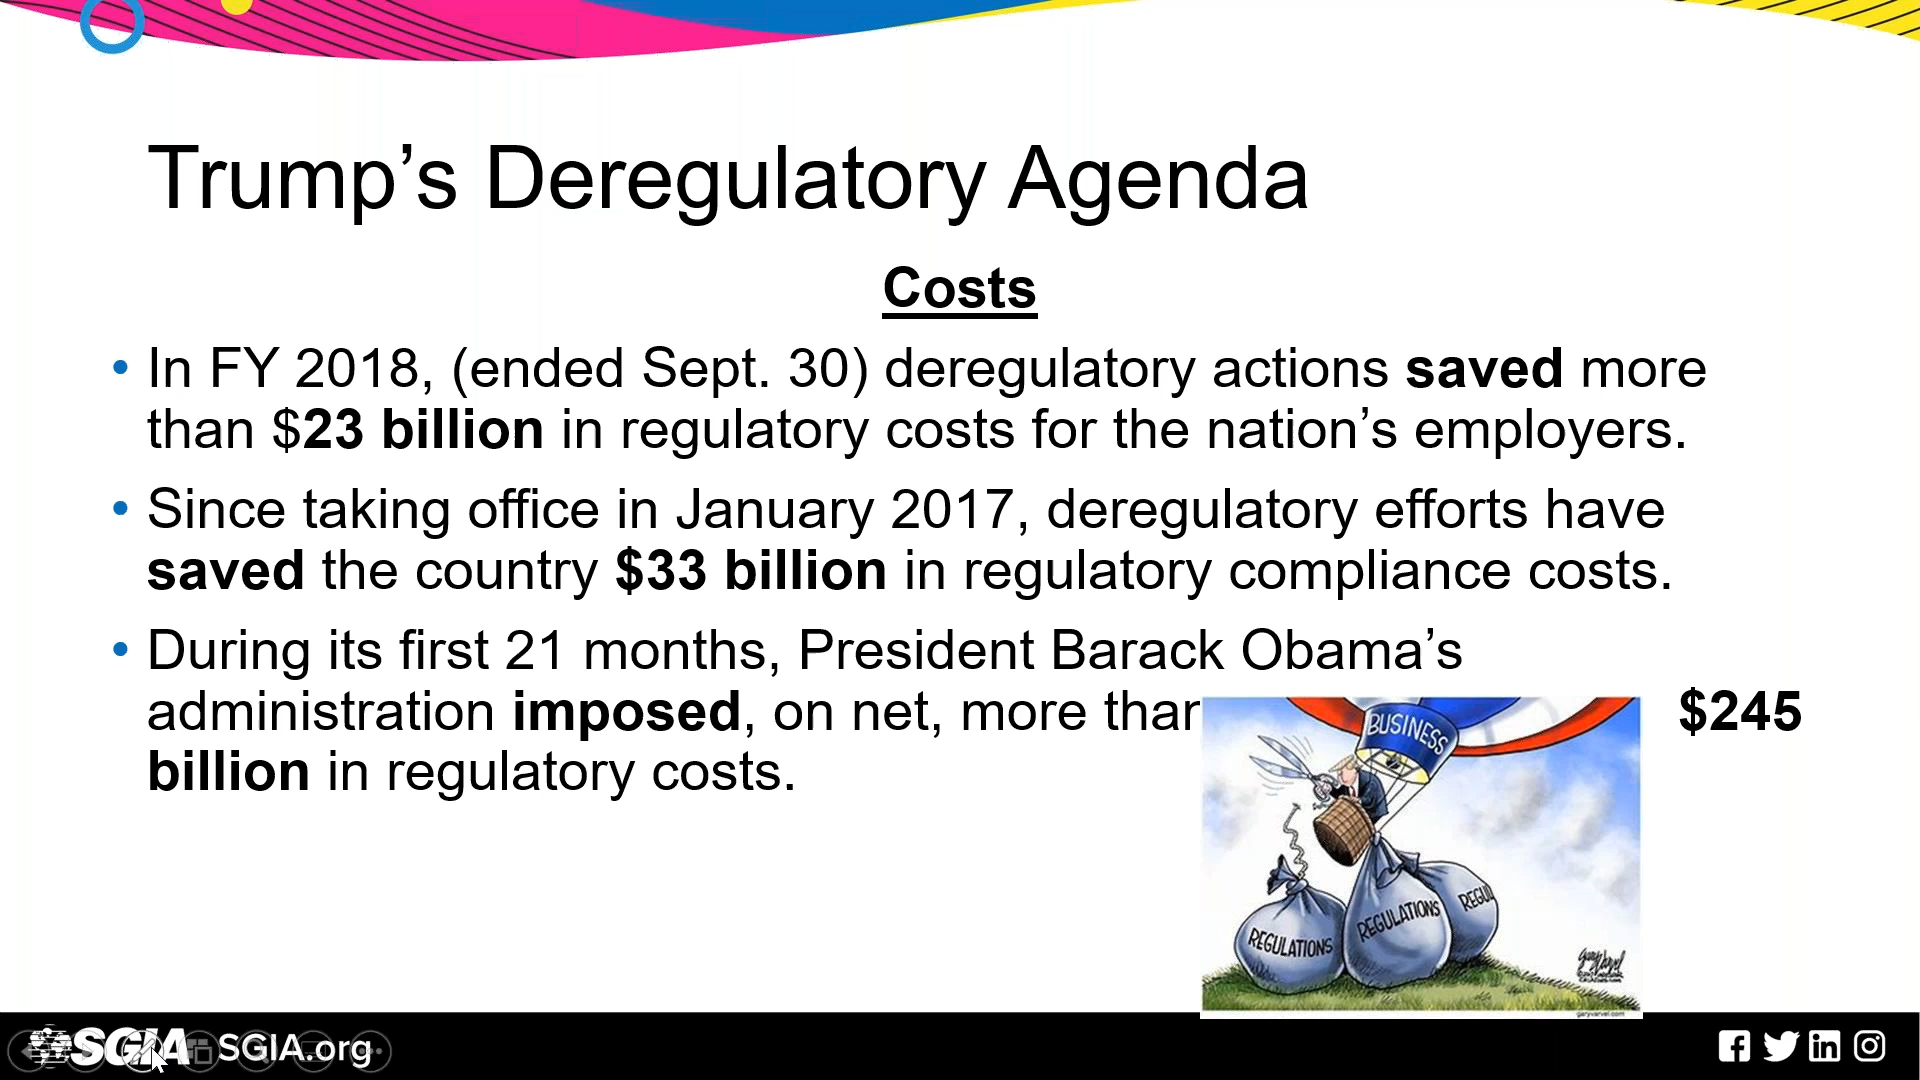 Trump’s Deregulatory Agenda
Costs
• In FY 2018, (ended Sept. 30) deregulatory actions saved more
than $23 billion in regulatory costs for the nation’s employers.
• Since taking office in January 2017, deregulatory efforts have
saved the country $33 billion in regulatory compliance costs.
• During its first 21 months, President Barack Obama’s
administration imposed, on net, more than $245
billion in regulatory costs.
BUSINESS
REGULATIONS
REGULATIONS
REGUL
garyvarvel.com
SGIA SGIA.org